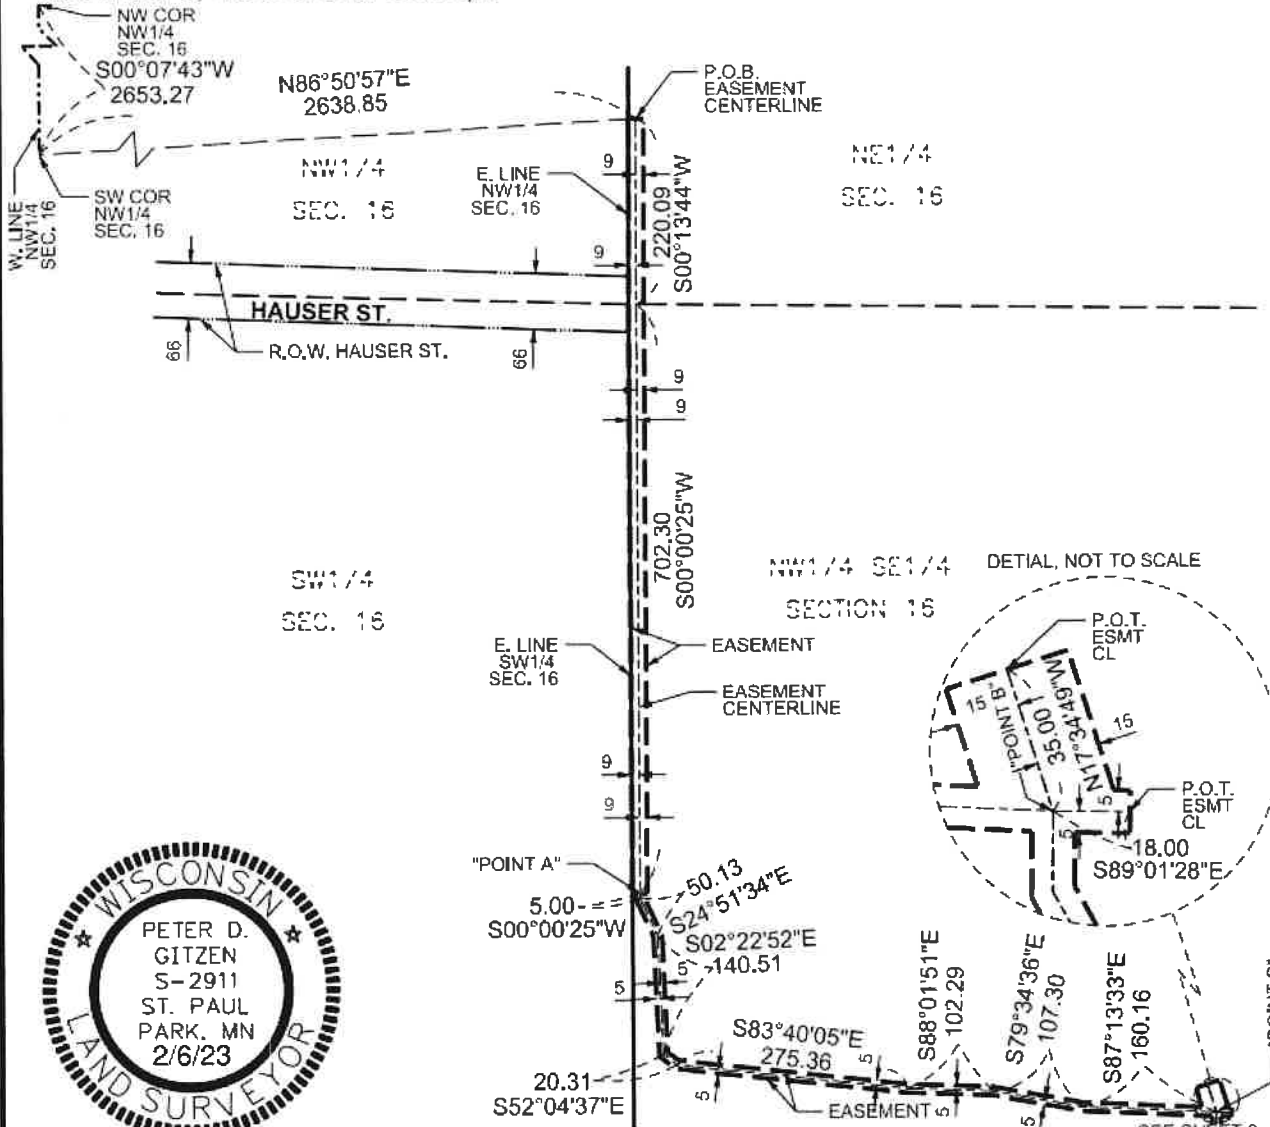 NW COR
NW1/4
SEC. 16
S00°07'43"W
2653.27
N86°50'57"E
2638.85
P.O.B.
EASEMENT
CENTERLINE
W. LINE
NW1/4
SEC. 16
SW COR
NW1/4
SEC. 16
NW1/4
SEC. 16
E. LINE
NW1/4
SEC. 16
9
9
220.09
S00°13'44"W
NE1/4
SEC. 16
HAUSER ST.
66
R.O.W. HAUSER ST.
66
9
9
702.30
S00°00'25"W
SW1/4
SEC. 16
NW1/4 SE1/4
SECTION 16
E. LINE
SW1/4
SEC. 16
EASEMENT
EASEMENT
CENTERLINE
9
9
DETIAL, NOT TO SCALE
P.O.T.
ESMT
CL
15
"POINT B"
35.00
N17°34'49"W
15
5
5
P.O.T.
ESMT
CL
18.00
S89°01'28"E
"POINT A"
5.00
S00°00'25"W
50.13
S24°51'34"E
S02°22'52"E
140.51
5
5
20.31
S52°04'37"E
S83°40'05"E
275.36
5
5
EASEMENT
S88°01'51"E
102.29
5
5
S79°34'36"E
107.30
5
5
S87°13'33"E
160.16
WISCONSIN
PETER D.
GITZEN
S-2911
ST. PAUL
PARK, MN
2/6/23
LAND SURVEYOR